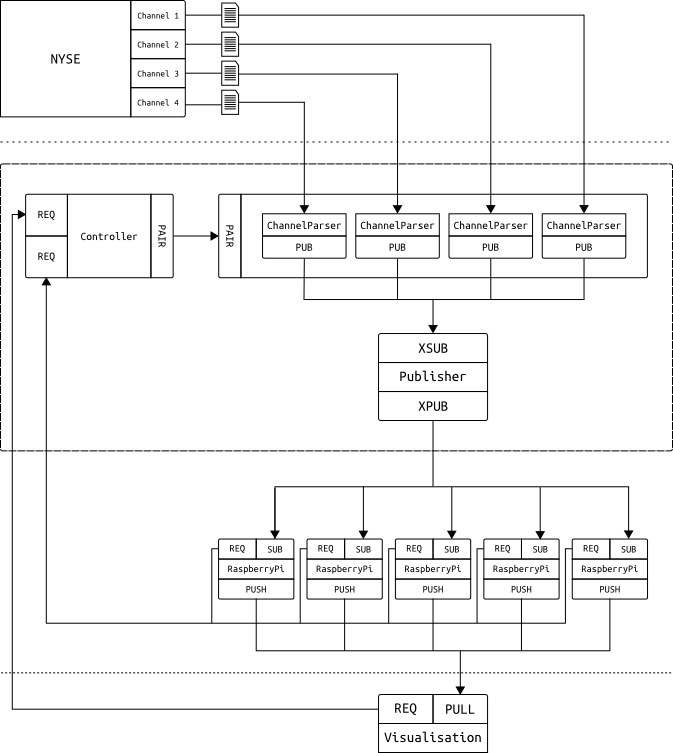 NYSE
Channel 1
Channel 2
Channel 3
Channel 4
REQ
REQ
Controller
PAIR
PAIR
ChannelParser
PUB
ChannelParser
PUB
ChannelParser
PUB
ChannelParser
PUB
XSUB
Publisher
XPUB
REQ SUB
RaspberryPi
PUSH
REQ SUB
RaspberryPi
PUSH
REQ SUB
RaspberryPi
PUSH
REQ SUB
RaspberryPi
PUSH
REQ SUB
RaspberryPi
PUSH
REQ PULL
Visualisation